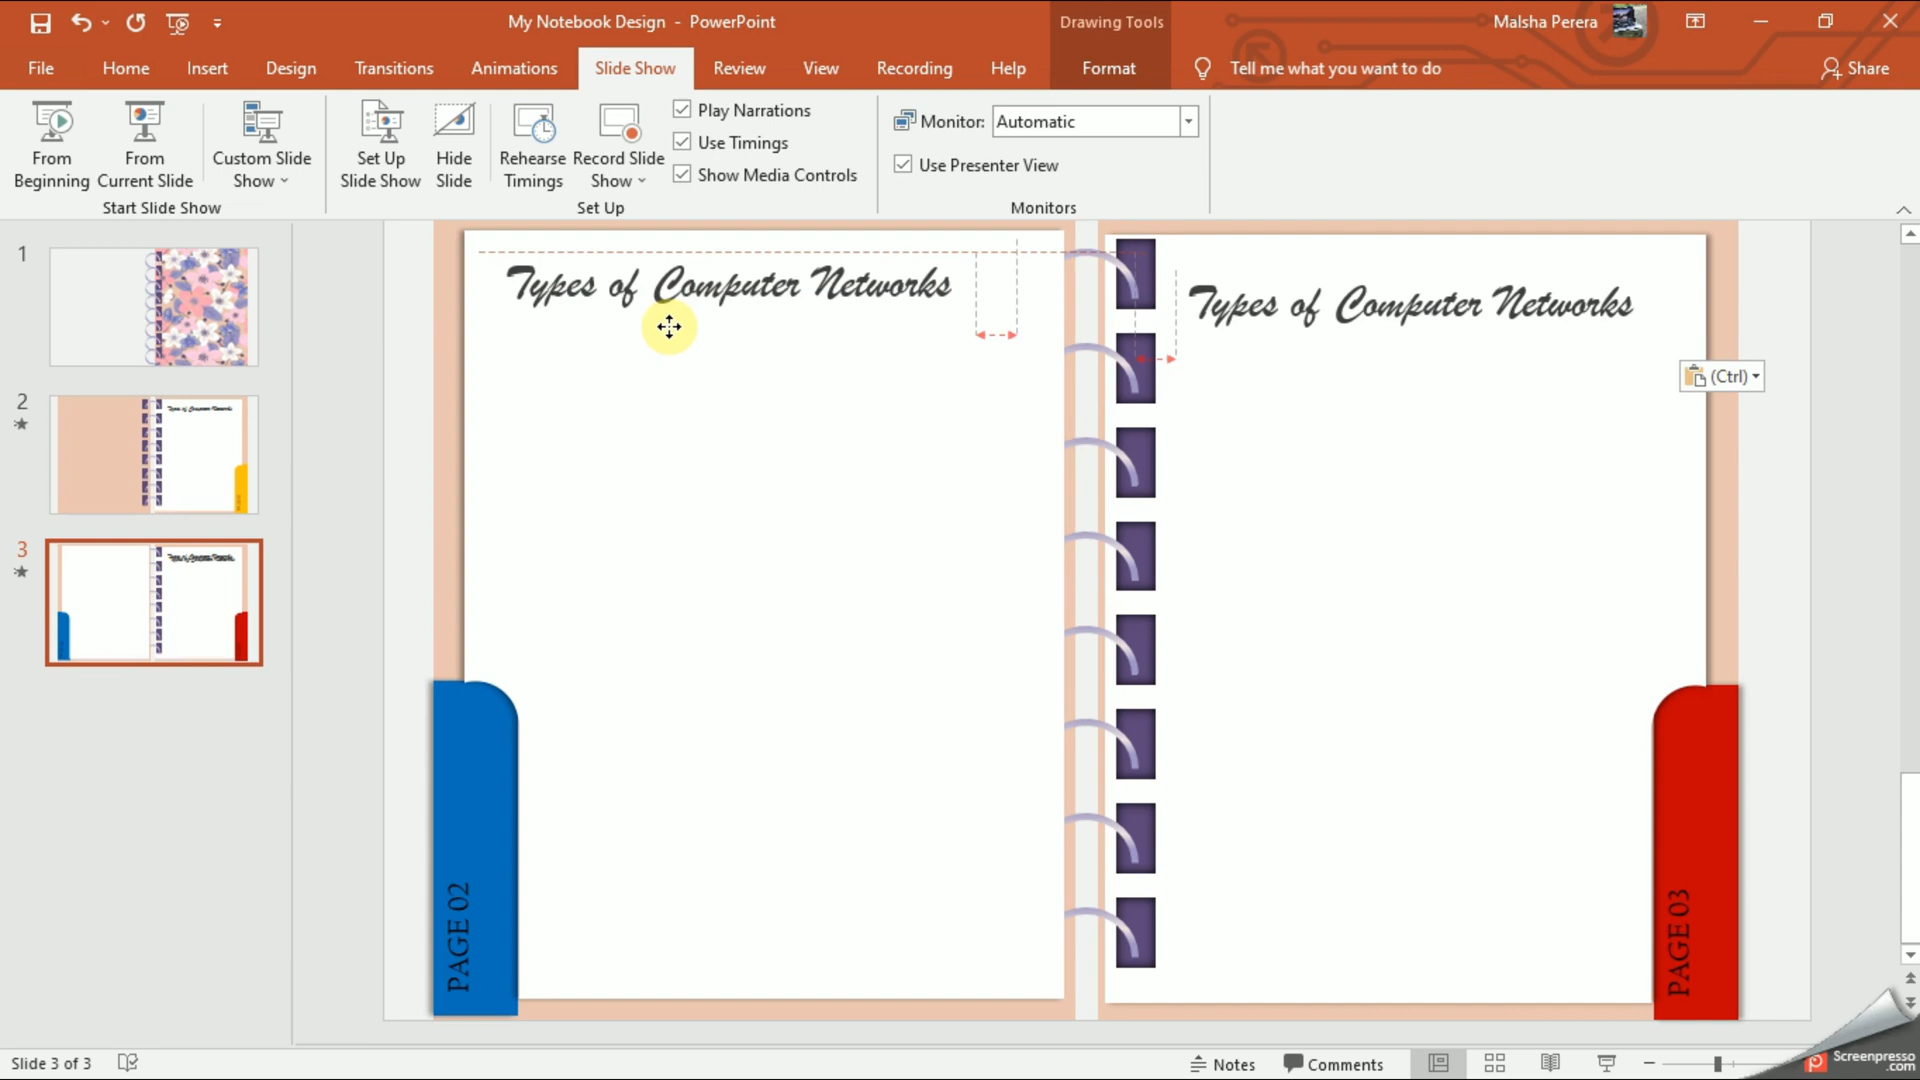 My Notebook Design - PowerPoint
Drawing Tools
Malsha Perera
File Home Insert Design Transitions Animations Slide Show Review View Recording Help Format Tell me what you want to do Share
From Beginning
From Current Slide
Custom Slide Show
Set Up Slide Show
Hide Slide
Rehearse Timings
Record Slide Show
Play Narrations
Use Timings
Show Media Controls
Monitor: Automatic
Use Presenter View
Start Slide Show
Set Up
Monitors
1
2
Types of Computer Networks
3
Types of Computer Networks
Types of Computer Networks
(Ctrl)
PAGE 02
PAGE 03
Slide 3 of 3
Notes
Comments
Screenpresso
.com